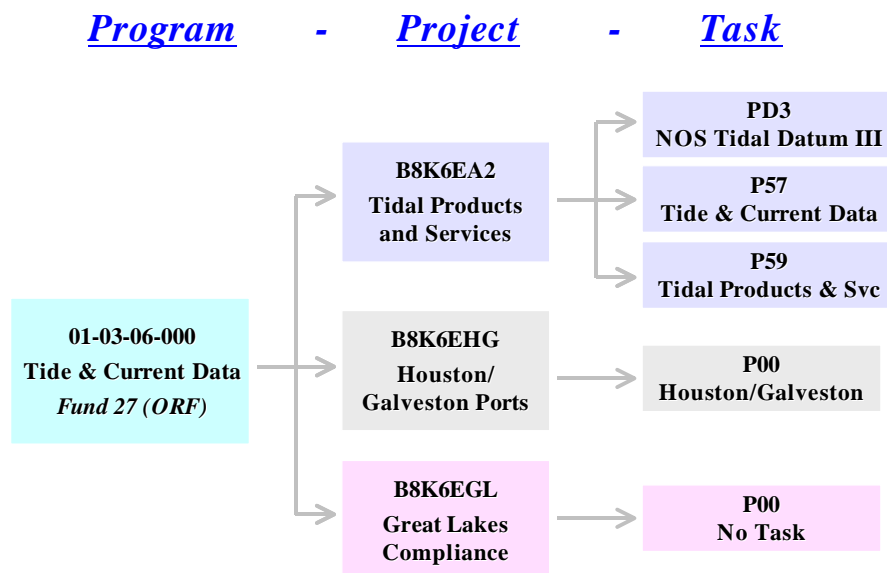 Program - Project - Task
01-03-06-000
Tide & Current Data
Fund 27 (ORF)
B8K6EA2
Tidal Products
and Services
PD3
NOS Tidal Datum III
P57
Tide & Current Data
P59
Tidal Products & Svc
B8K6EHG
Houston/
Galveston Ports
P00
Houston/Galveston
B8K6EGL
Great Lakes
Compliance
P00
No Task